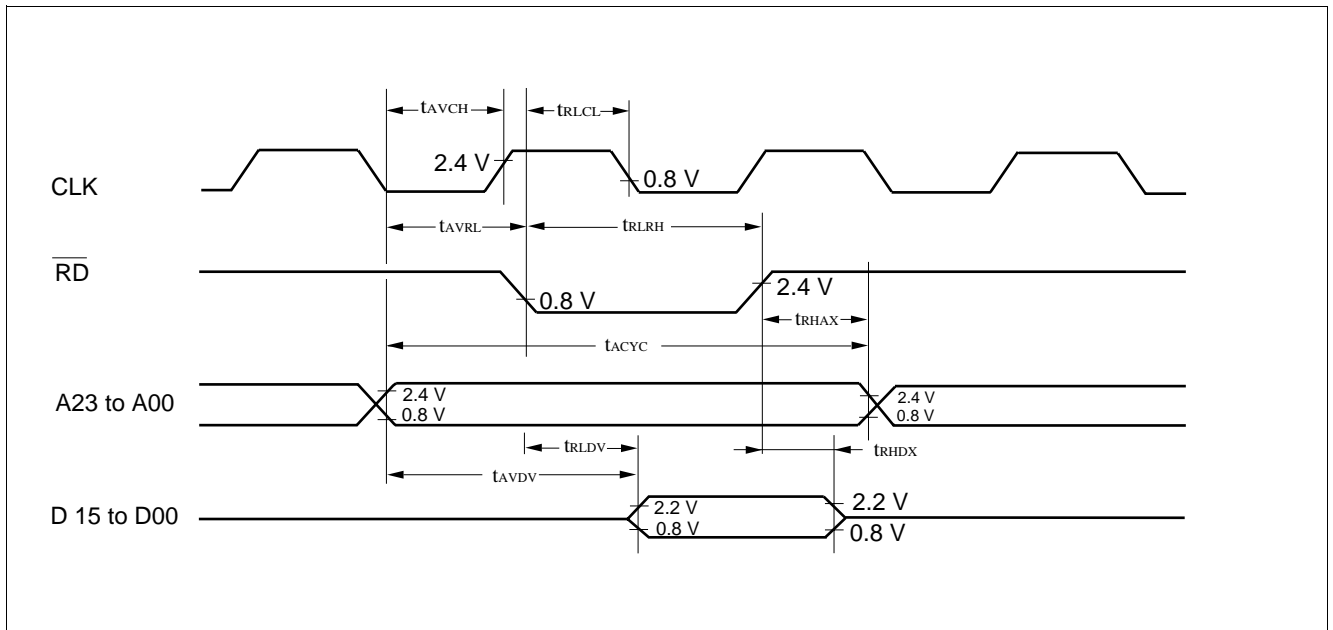 tAVCH
tRLCL
2.4 V
0.8 V
CLK
tAVRL
tRLRH
RD
0.8 V
2.4 V
tRHAX
tACYC
A23 to A00
2.4 V
0.8 V
2.4 V
0.8 V
tRLDV
tRHDX
tAVDV
D 15 to D00
2.2 V
0.8 V
2.2 V
0.8 V